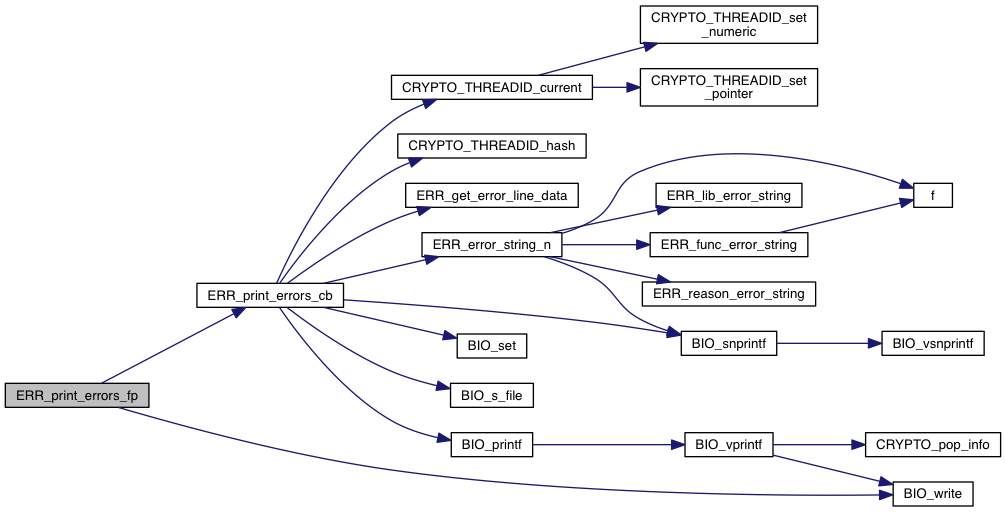 CRYPTO_THREADID_set
_numeric
CRYPTO_THREADID_current
CRYPTO_THREADID_set
_pointer
CRYPTO_THREADID_hash
ERR_get_error_line_data
ERR_lib_error_string
f
ERR_error_string_n
ERR_func_error_string
ERR_print_errors_cb
ERR_reason_error_string
BIO_set
BIO_snprintf
BIO_vsnprintf
ERR_print_errors_fp
BIO_s_file
BIO_printf
BIO_vprintf
CRYPTO_pop_info
BIO_write